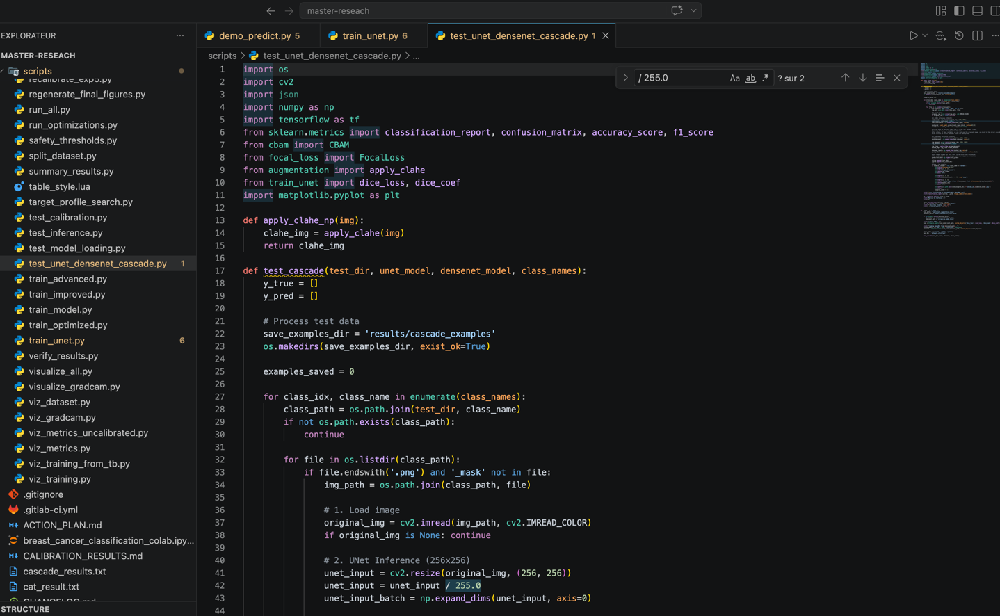 master-reseach
EXPLORATEUR
MASTER-RESEACH
scripts
recalibrate_exp5.py
regenerate_final_figures.py
run_all.py
run_optimizations.py
safety_thresholds.py
split_dataset.py
summary_results.py
table_style.lua
target_profile_search.py
test_calibration.py
test_inference.py
test_model_loading.py
test_unet_densenet_cascade.py 1
train_advanced.py
train_improved.py
train_model.py
train_optimized.py
train_unet.py 6
verify_results.py
visualize_all.py
visualize_gradcam.py
viz_dataset.py
viz_gradcam.py
viz_metrics_uncalibrated.py
viz_metrics.py
viz_training_from_tb.py
viz_training.py
.gitignore
.gitlab-ci.yml
ACTION_PLAN.md
breast_cancer_classification_colab.ipy...
CALIBRATION_RESULTS.md
cascade_results.txt
cat_result.txt
CHANGELOG.md
STRUCTURE
demo_predict.py 5
train_unet.py 6
test_unet_densenet_cascade.py 1
scripts > test_unet_densenet_cascade.py > ...
/ 255.0
Aa ab .* ? sur 2
1 import os
2 import cv2
3 import json
4 import numpy as np
5 import tensorflow as tf
6 from sklearn.metrics import classification_report, confusion_matrix, accuracy_score, f1_score
7 from cbam import CBAM
8 from focal_loss import FocalLoss
9 from augmentation import apply_clahe
10 from train_unet import dice_loss, dice_coef
11 import matplotlib.pyplot as plt
12
13 def apply_clahe_np(img):
14 clahe_img = apply_clahe(img)
15 return clahe_img
16
17 def test_cascade(test_dir, unet_model, densenet_model, class_names):
18 y_true = []
19 y_pred = []
20
21 # Process test data
22 save_examples_dir = 'results/cascade_examples'
23 os.makedirs(save_examples_dir, exist_ok=True)
24
25 examples_saved = 0
26
27 for class_idx, class_name in enumerate(class_names):
28 class_path = os.path.join(test_dir, class_name)
29 if not os.path.exists(class_path):
30 continue
31
32 for file in os.listdir(class_path):
33 if file.endswith('.png') and '_mask' not in file:
34 img_path = os.path.join(class_path, file)
35
36 # 1. Load image
37 original_img = cv2.imread(img_path, cv2.IMREAD_COLOR)
38 if original_img is None: continue
39
40 # 2. UNet Inference (256x256)
41 unet_input = cv2.resize(original_img, (256, 256))
42 unet_input = unet_input / 255.0
43 unet_input_batch = np.expand_dims(unet_input, axis=0)
44